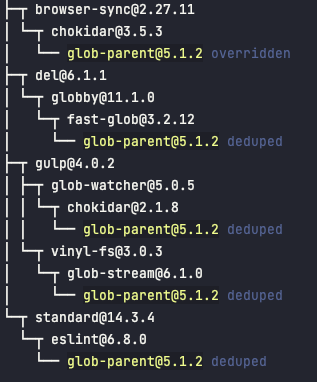 ├─┬ browser-sync@2.27.11
│ └─┬ chokidar@3.5.3
│   └── glob-parent@5.1.2 overridden
├─┬ del@6.1.1
│ └─┬ globby@11.1.0
│   └─┬ fast-glob@3.2.12
│     └── glob-parent@5.1.2 deduped
├─┬ gulp@4.0.2
│ ├─┬ glob-watcher@5.0.5
│ │ └─┬ chokidar@2.1.8
│ │   └── glob-parent@5.1.2 deduped
│ └─┬ vinyl-fs@3.0.3
│   └─┬ glob-stream@6.1.0
│     └── glob-parent@5.1.2 deduped
└─┬ standard@14.3.4
  └─┬ eslint@6.8.0
    └── glob-parent@5.1.2 deduped